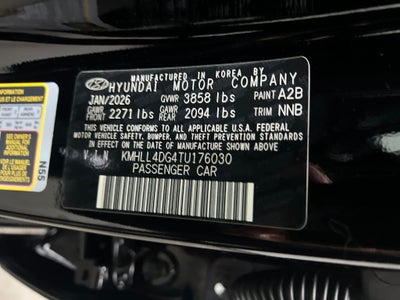 MANUFACTURED IN KOREA BY
HYUNDAI MOTOR COMPANY
JAN/2026 GVWR 3858 lbs PAINT A2B
GAWR FRONT 2271 lbs GAWR REAR 2094 lbs TRIM NNB
THIS VEHICLE CONFORMS TO ALL APPLICABLE U.S. FEDERAL
MOTOR VEHICLE SAFETY, BUMPER, AND THEFT PREVENTION
STANDARDS IN EFFECT ON THE DATE OF MANUFACTURE SHOWN ABOVE.
V.I.N. KMHLL4DG4TU176030
PASSENGER CAR
N55